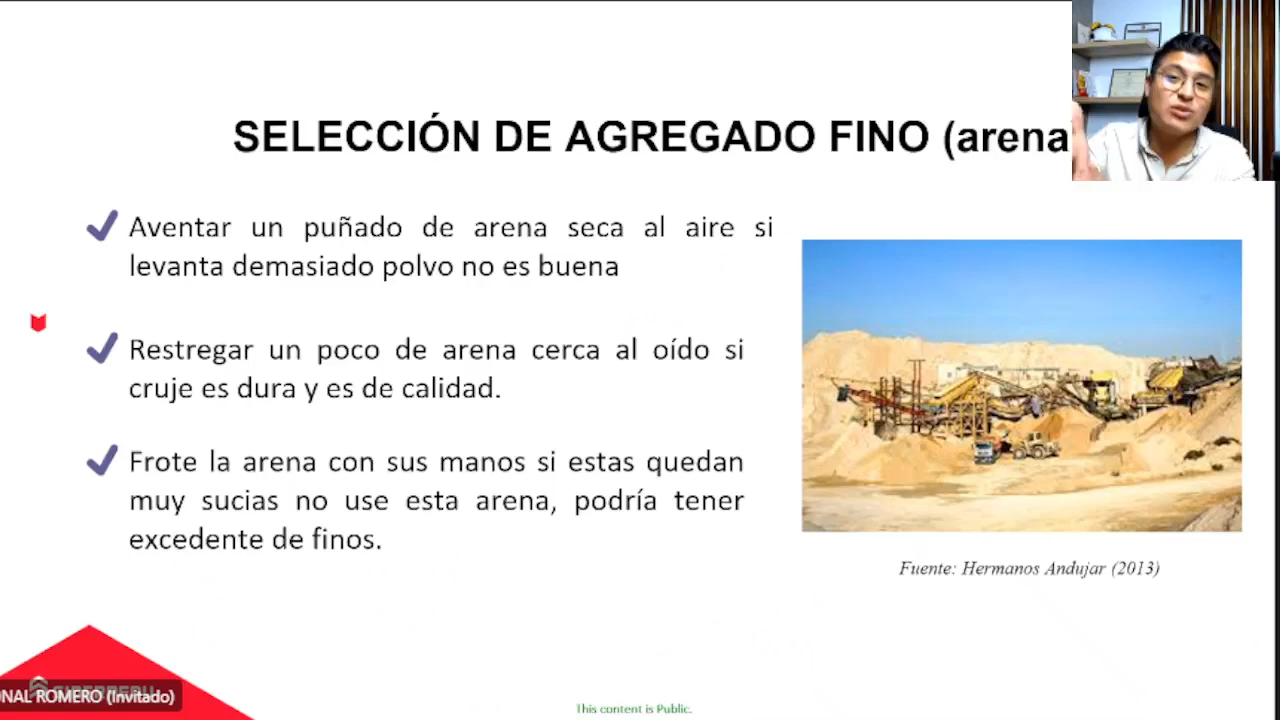 SELECCIÓN DE AGREGADO FINO (arena
Aventar un puñado de arena seca al aire si
levanta demasiado polvo no es buena
Restregar un poco de arena cerca al oído si
cruje es dura y es de calidad.
Frote la arena con sus manos si estas quedan
muy sucias no use esta arena, podría tener
excedente de finos.
Fuente: Hermanos Andujar (2013)
ONAL ROMERO (Invitado)
This content is Public.